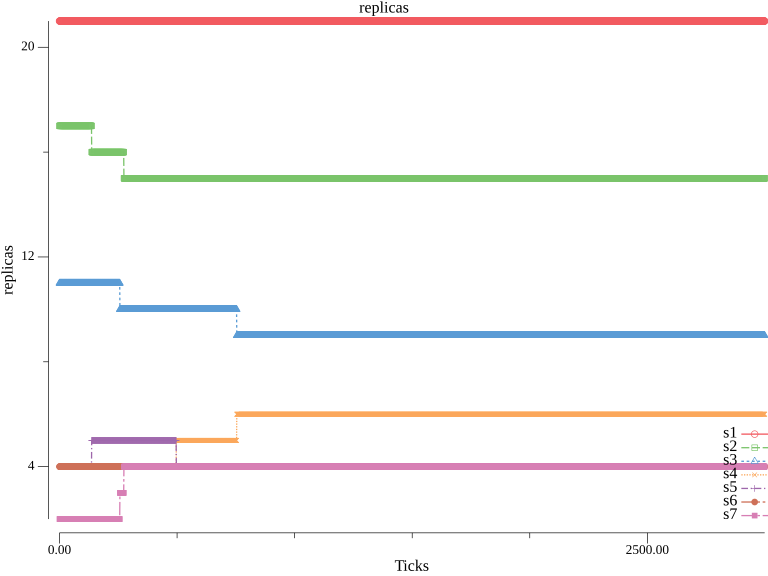 replicas
20
12
4
replicas
s1
s2
s3
s4
s5
s6
s7
0.00
2500.00
Ticks